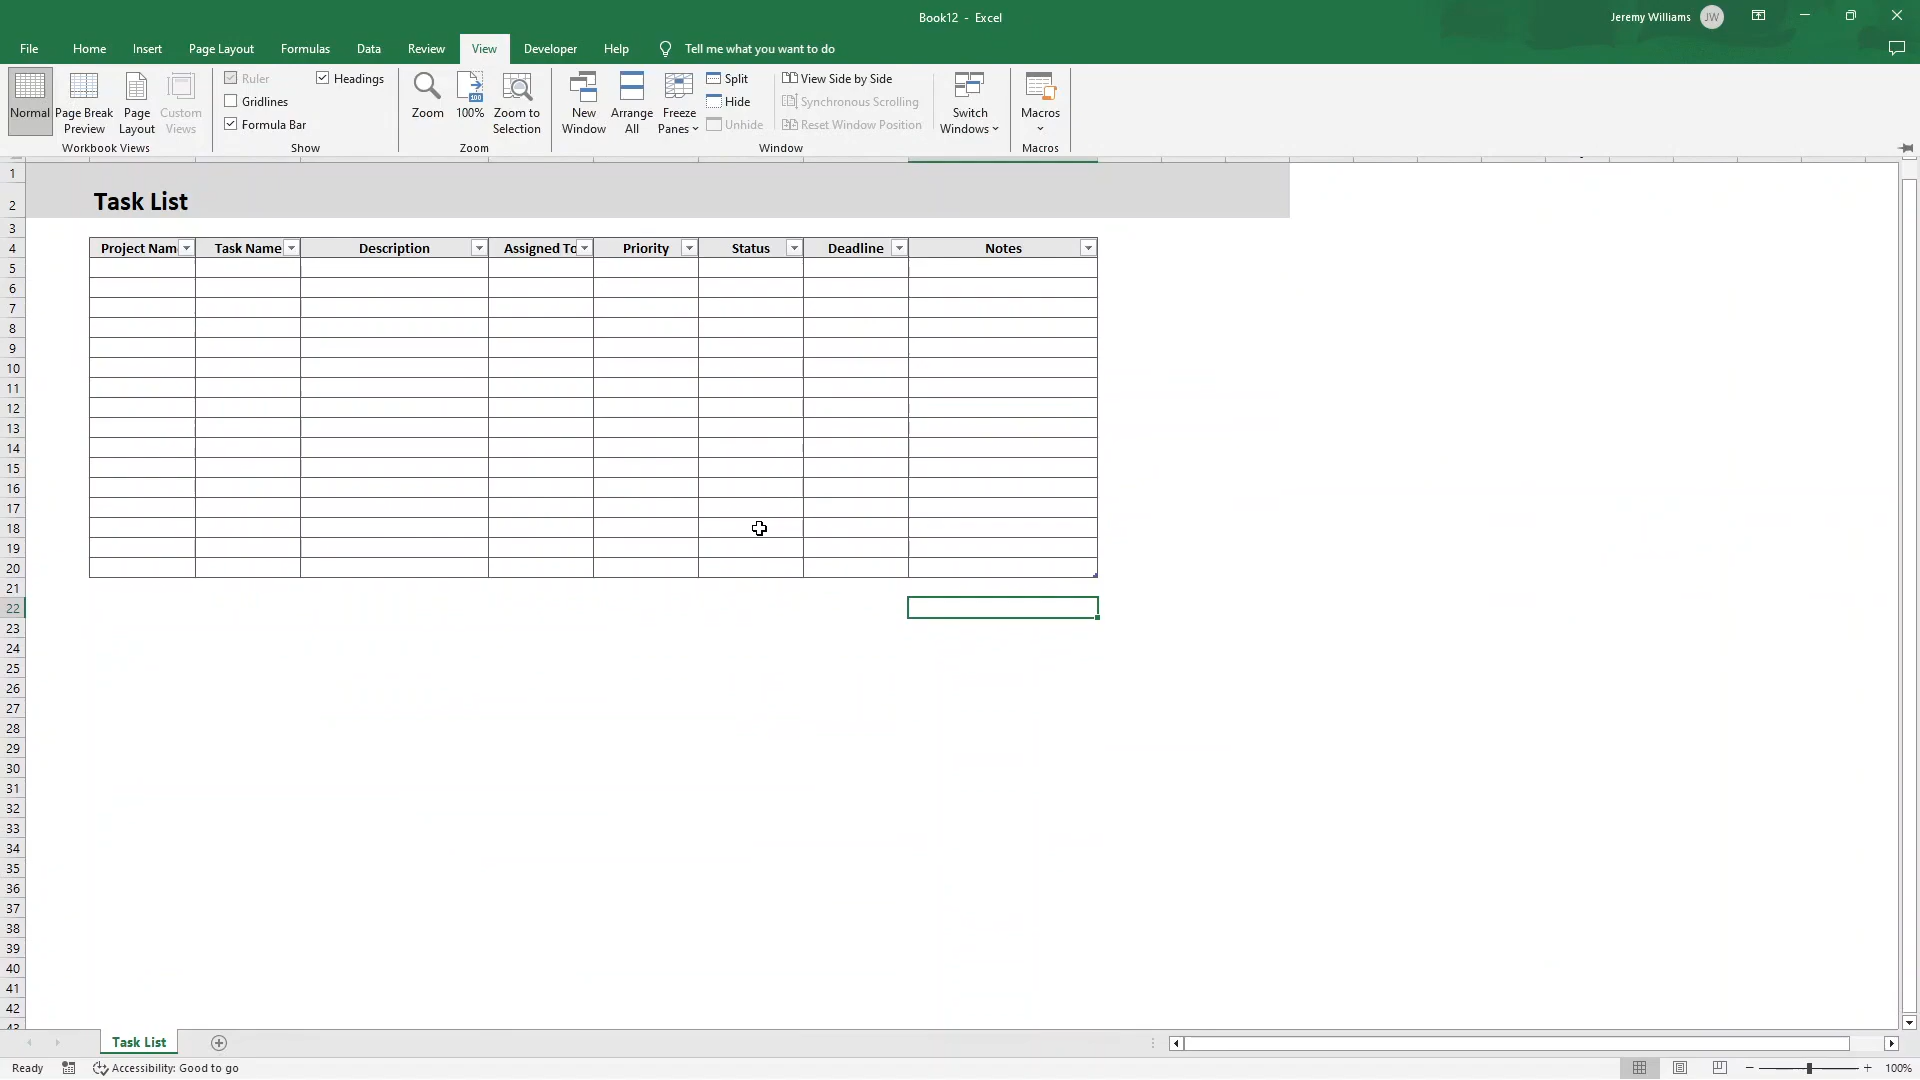 Book12 - Excel
Jeremy Williams JW
File Home Insert Page Layout Formulas Data Review View Developer Help Tell me what you want to do
Normal
Page Break Preview
Page Layout
Custom Views
Workbook Views
Ruler
Gridlines
Formula Bar
Headings
Show
Zoom
100
100%
Zoom to Selection
Zoom
New Window
Arrange All
Freeze Panes
Split
Hide
Unhide
View Side by Side
Synchronous Scrolling
Reset Window Position
Switch Windows
Window
Macros
Macros
1
2 Task List
3
4 Project Nam Task Name Description Assigned To Priority Status Deadline Notes
5
6
7
8
9
10
11
12
13
14
15
16
17
18
19
20
21
22
23
24
25
26
27
28
29
30
31
32
33
34
35
36
37
38
39
40
41
42
43
Task List
Ready Accessibility: Good to go 100%